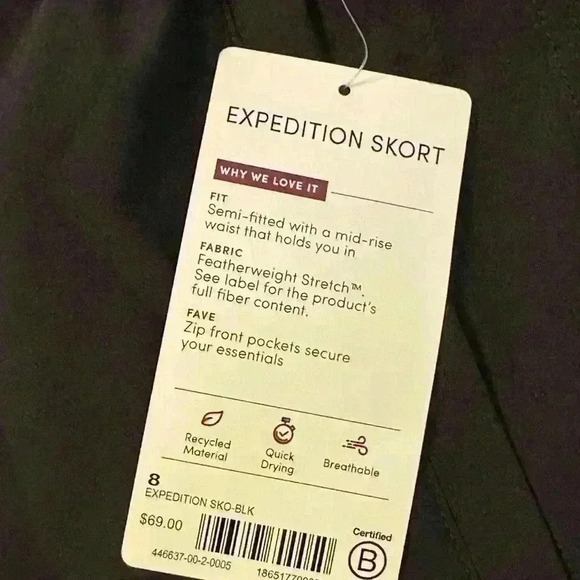 EXPEDITION SKORT
WHY WE LOVE IT
FIT
Semi-fitted with a mid-rise
waist that holds you in
FABRIC
Featherweight Stretch™.
See label for the product's
full fiber content.
FAVE
Zip front pockets secure
your essentials
Recycled
Material
Quick
Drying
Breathable
8
EXPEDITION SKO-BLK
$69.00
446637-00-2-0005
Certified
B